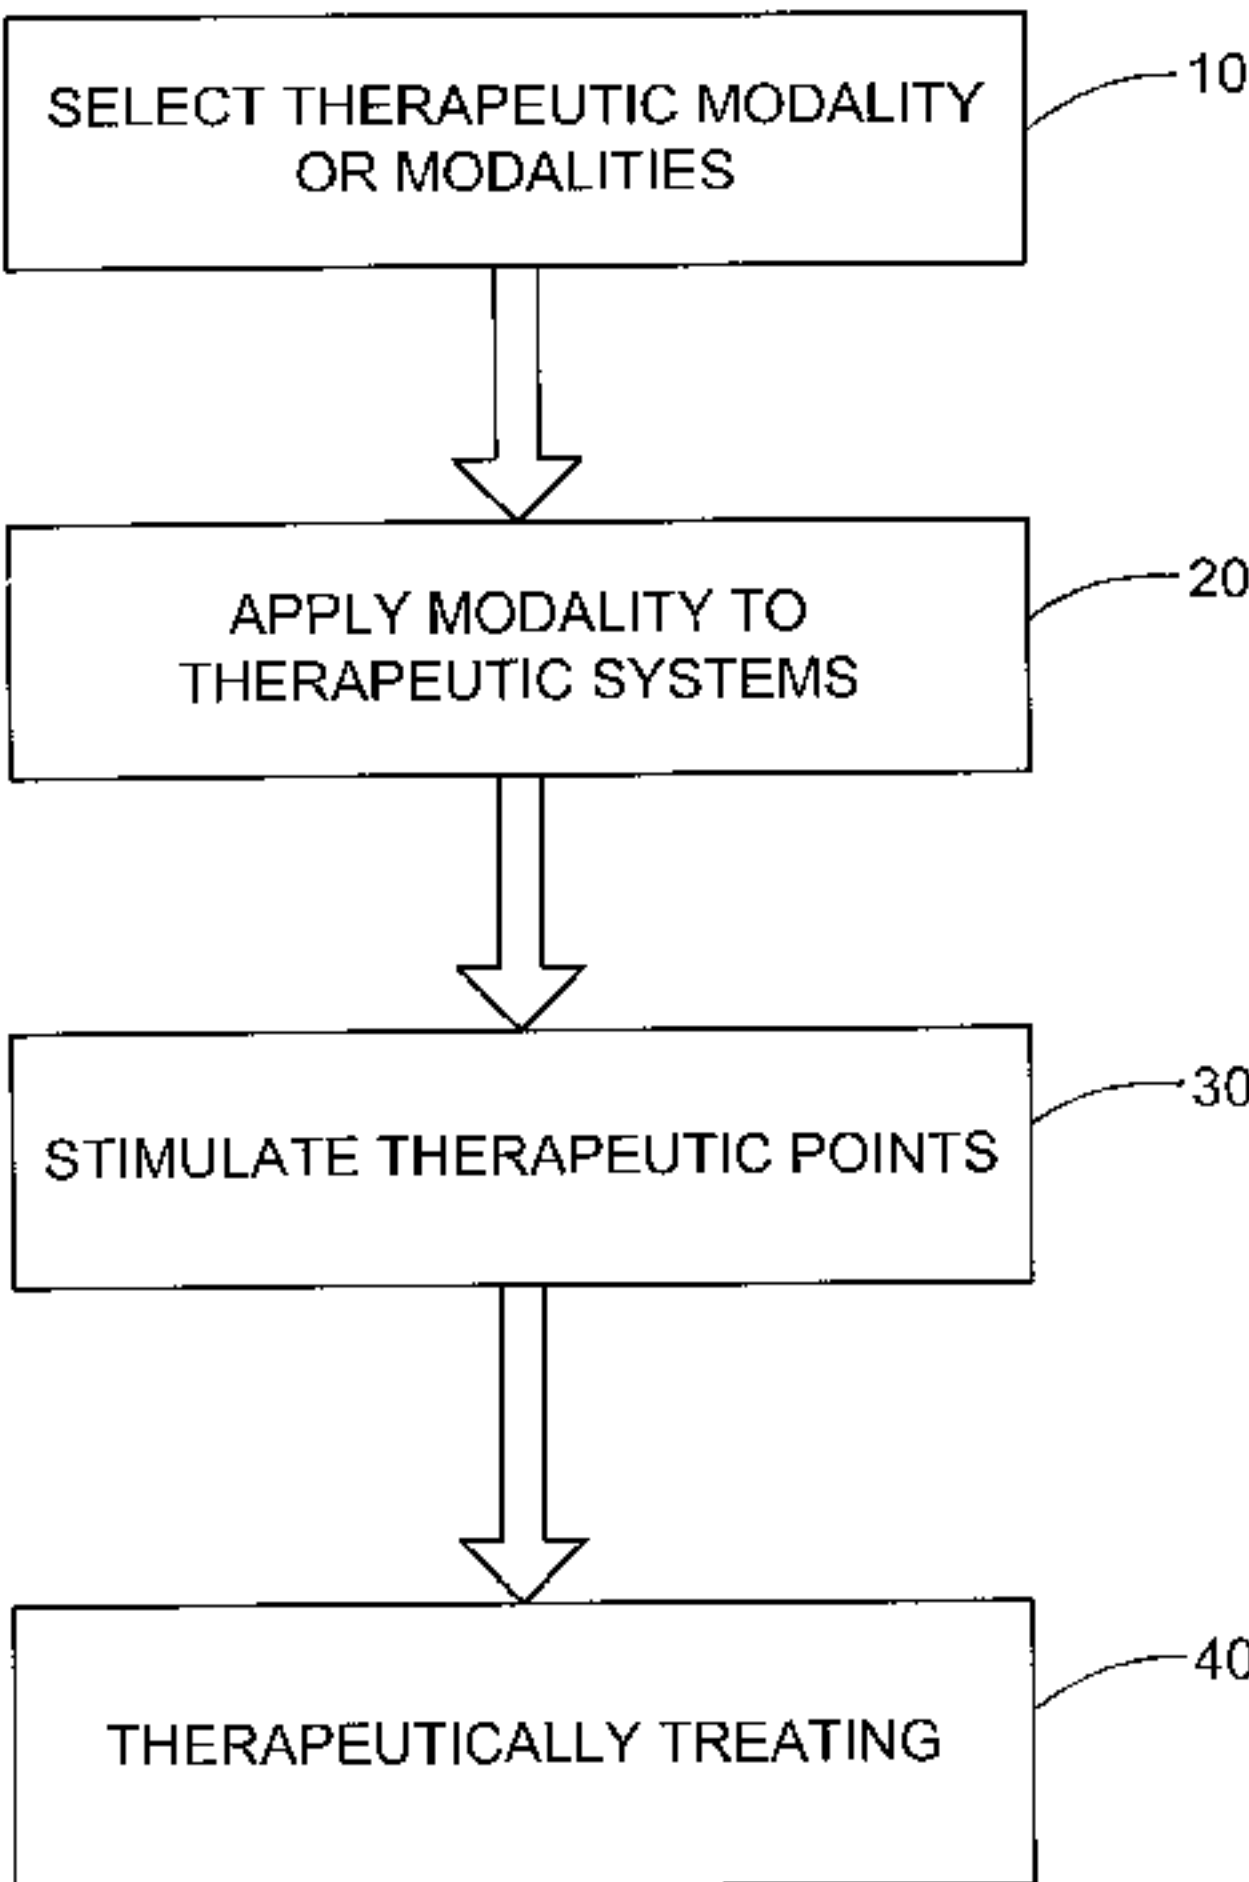 SELECT THERAPEUTIC MODALITY
OR MODALITIES
10
APPLY MODALITY TO
THERAPEUTIC SYSTEMS
20
STIMULATE THERAPEUTIC POINTS
30
THERAPEUTICALLY TREATING
40